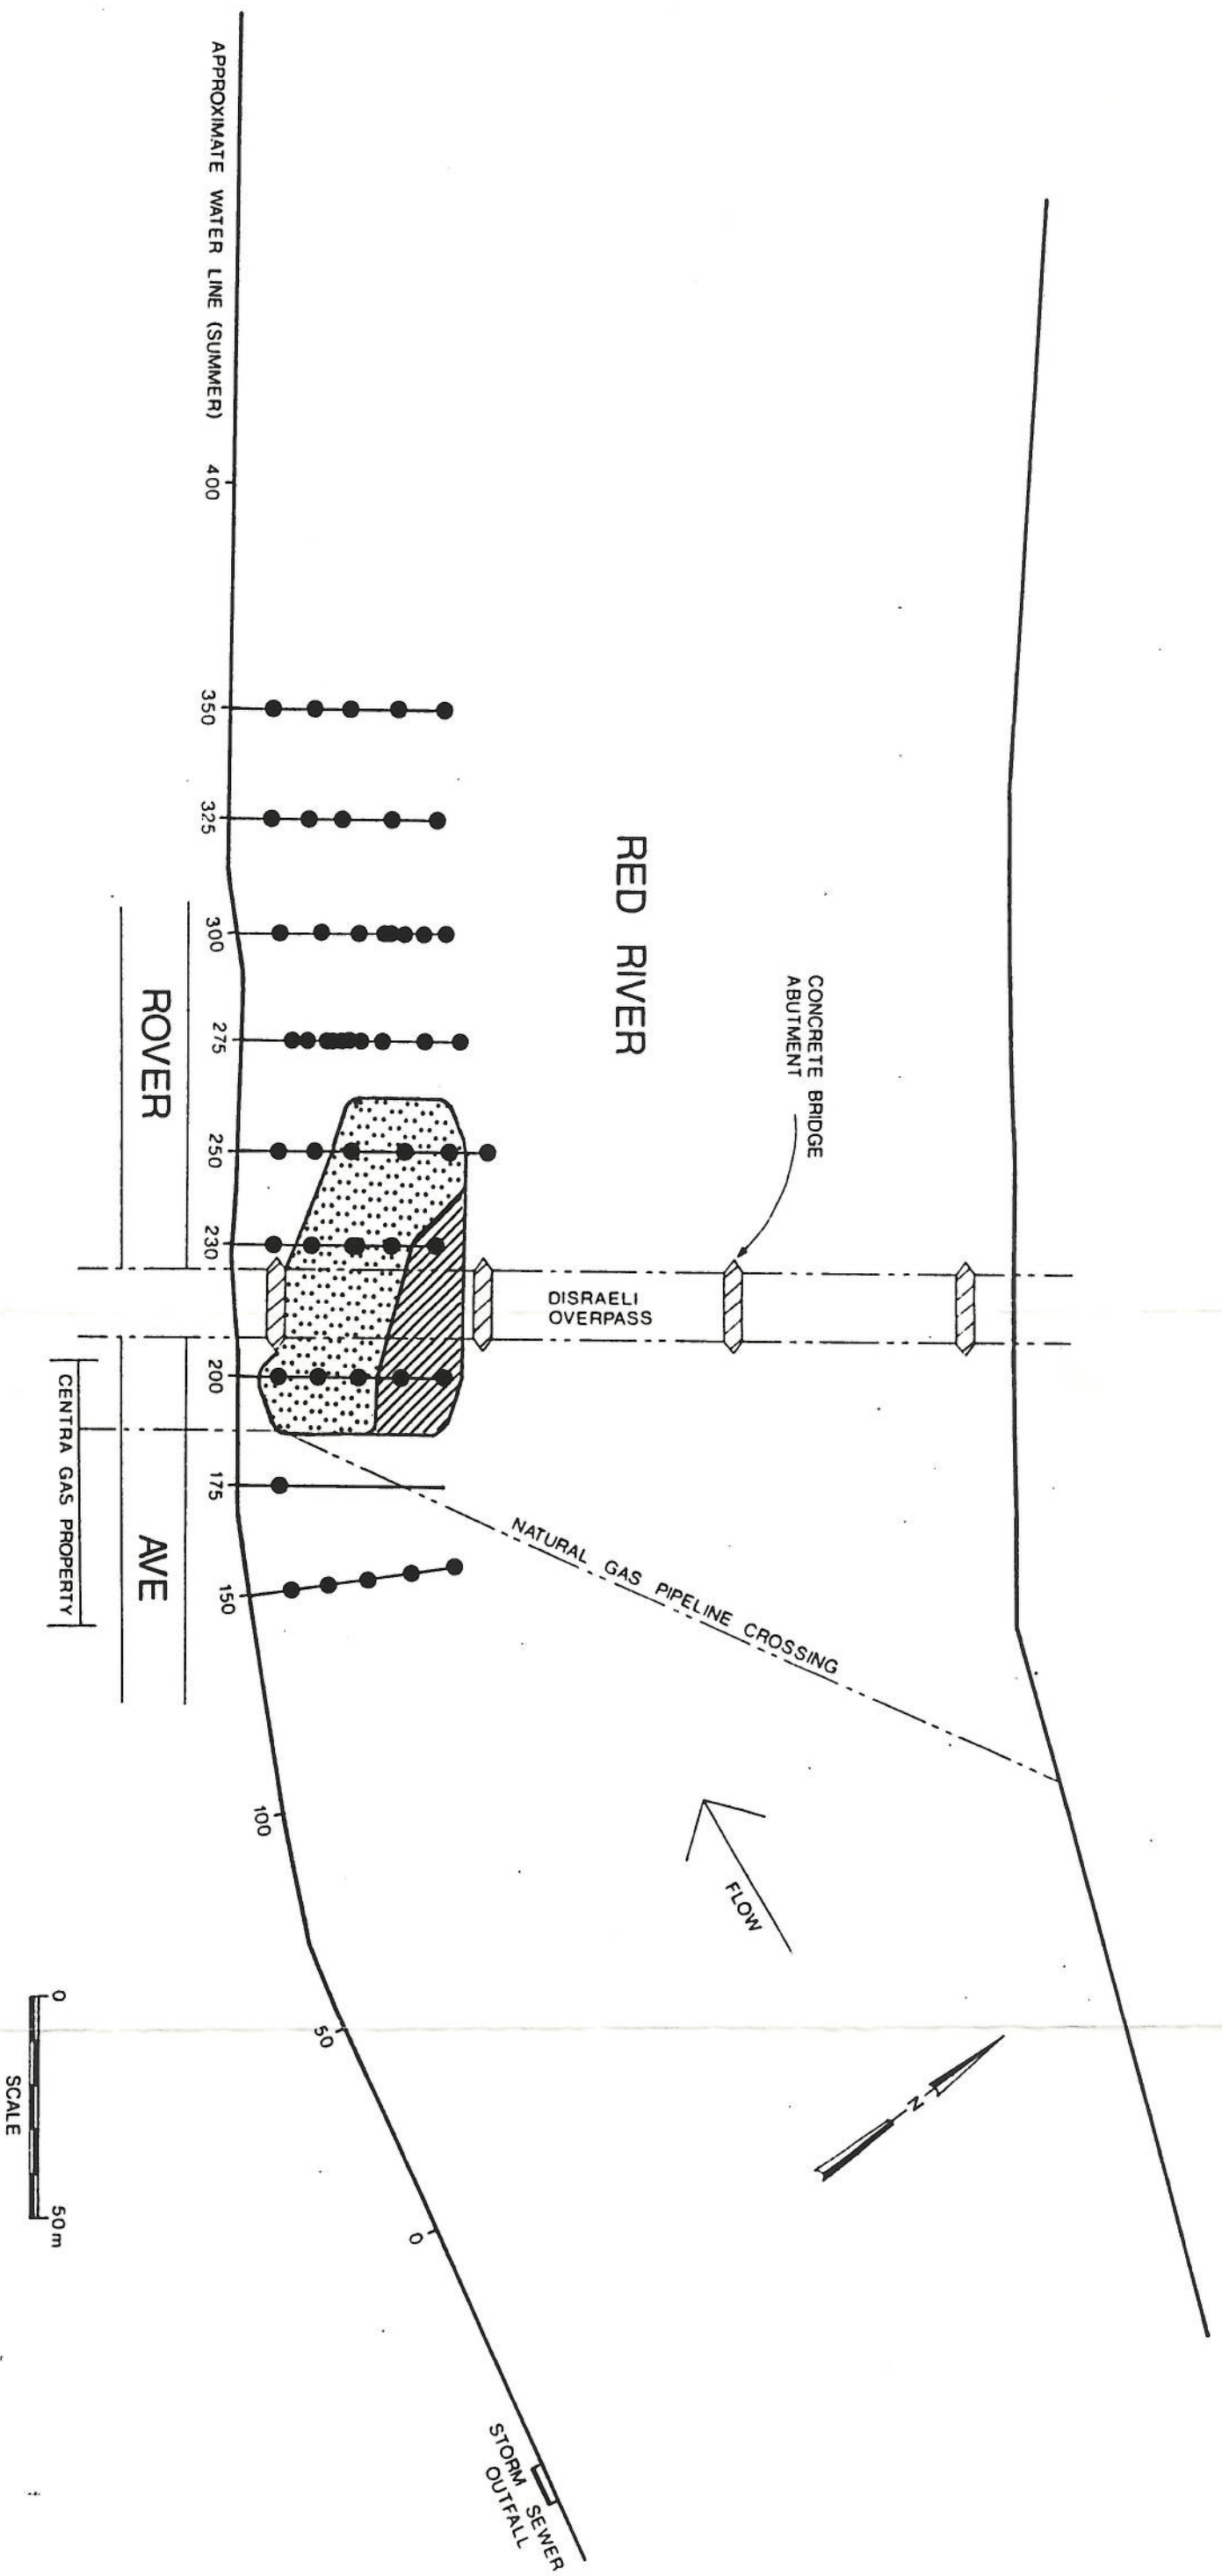 APPROXIMATE WATER LINE (SUMMER)
400
350
325
300
275
250
230
200
175
150
100
50
0
RED RIVER
CONCRETE BRIDGE
ABUTMENT
DISRAELI
OVERPASS
ROVER
AVE
CENTRA GAS PROPERTY
NATURAL GAS PIPELINE CROSSING
FLOW
N
STORM SEWER
OUTFALL
0
50m
SCALE